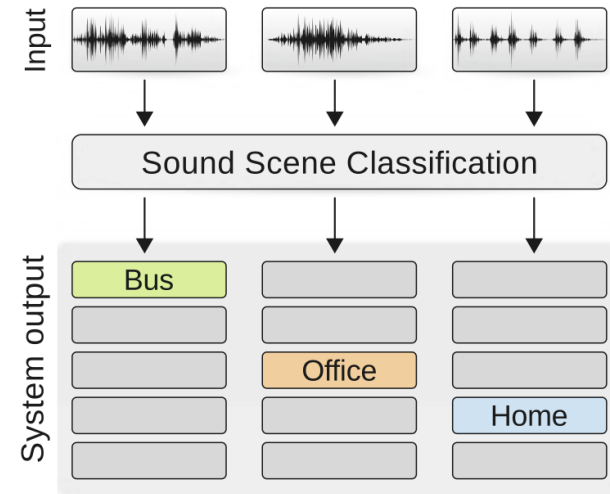 Input
Sound Scene Classification
System output
Bus
Office
Home